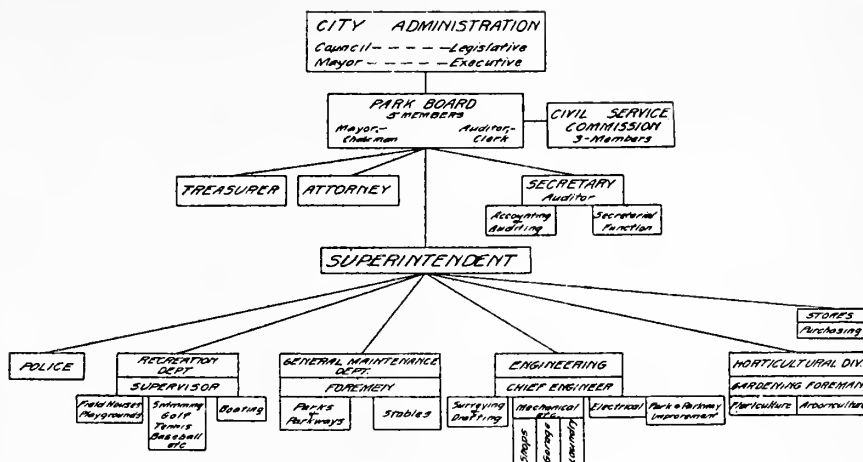 CITY ADMINISTRATION
Council — — — — — Legislative
Mayor — — — — — Executive
PARK BOARD
5 MEMBERS
Mayor,— Auditor,—
Chairman Clerk
CIVIL SERVICE
COMMISSION
3-Members
TREASURER
ATTORNEY
SECRETARY
Auditor
Accounting
&
Auditing
Secretarial
Function
SUPERINTENDENT
STORES
Purchasing
POLICE
RECREATION
DEPT
SUPERVISOR
Field Houses
Playgrounds
Swimming
Golf
Tennis
Baseball
etc
Boating
GENERAL MAINTENANCE
DEPT.
FOREMEN
Parks
&
Parkways
Stables
ENGINEERING
CHIEF ENGINEER
Surveying
&
Drafting
Mechanical
etc.
Shops
Garage
Electrical
Park & Parkway
Improvement
HORTICULTURAL DIV.
GARDENING FOREMAN
Floriculture
Arboriculture